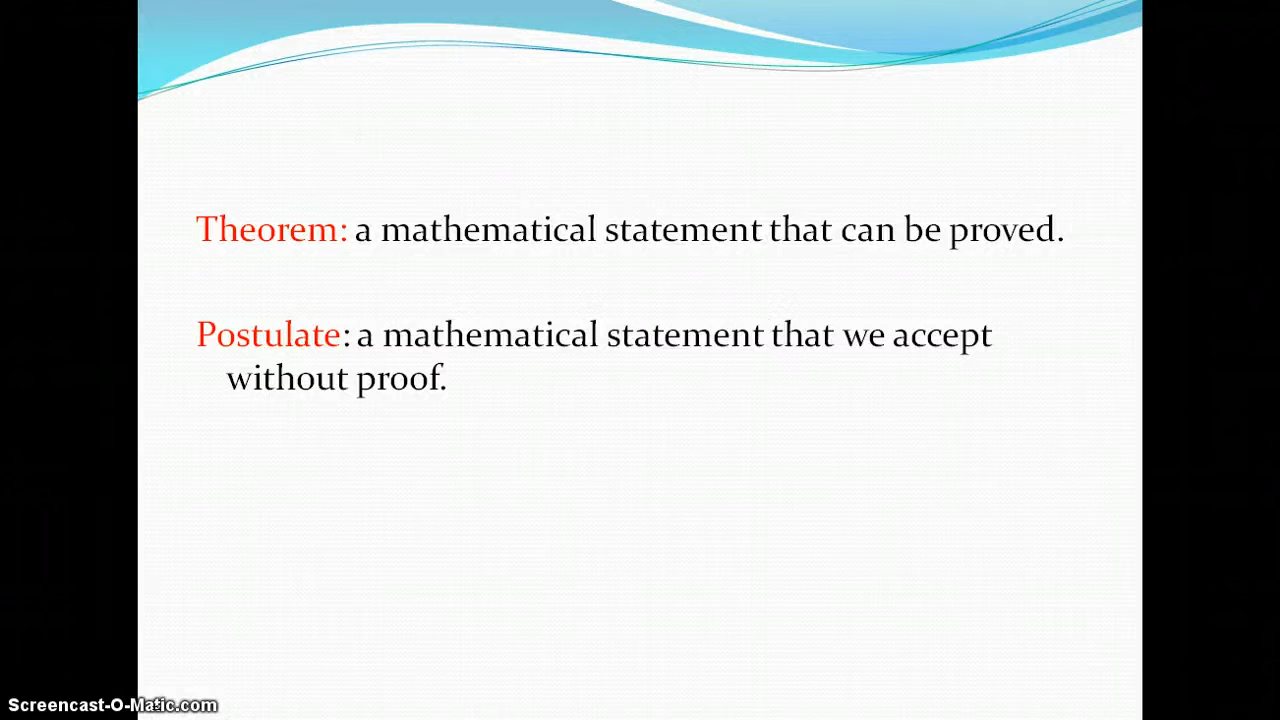 Theorem: a mathematical statement that can be proved.
Postulate: a mathematical statement that we accept
without proof.
Screencast-O-Matic.com